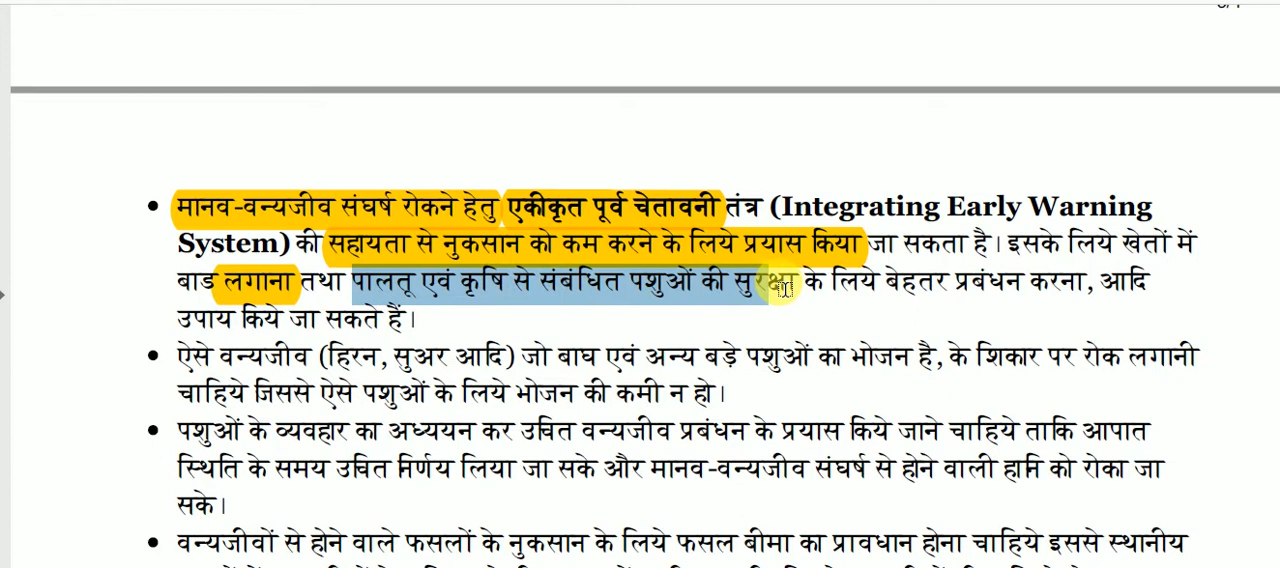 मानव-वन्यजीव संघर्ष रोकने हेतु एकीकृत पूर्व चेतावनी तंत्र (Integrating Early Warning
System) की सहायता से नुकसान को कम करने के लिये प्रयास किया जा सकता है। इसके लिये खेतों में
बाड लगाना तथा पालतू एवं कृषि से संबंधित पशुओं की सुरक्षा के लिये बेहतर प्रबंधन करना, आदि
उपाय किये जा सकते हैं।
ऐसे वन्यजीव (हिरन, सुअर आदि) जो बाघ एवं अन्य बड़े पशुओं का भोजन है, के शिकार पर रोक लगानी
चाहिये जिससे ऐसे पशुओं के लिये भोजन की कमी न हो।
पशुओं के व्यवहार का अध्ययन कर उचित वन्यजीव प्रबंधन के प्रयास किये जाने चाहिये ताकि आपात
स्थिति के समय उचित निर्णय लिया जा सके और मानव-वन्यजीव संघर्ष से होने वाली हानि को रोका जा
सके।
वन्यजीवों से होने वाले फसलों के नुकसान के लिये फसल बीमा का प्रावधान होना चाहिये इससे स्थानीय